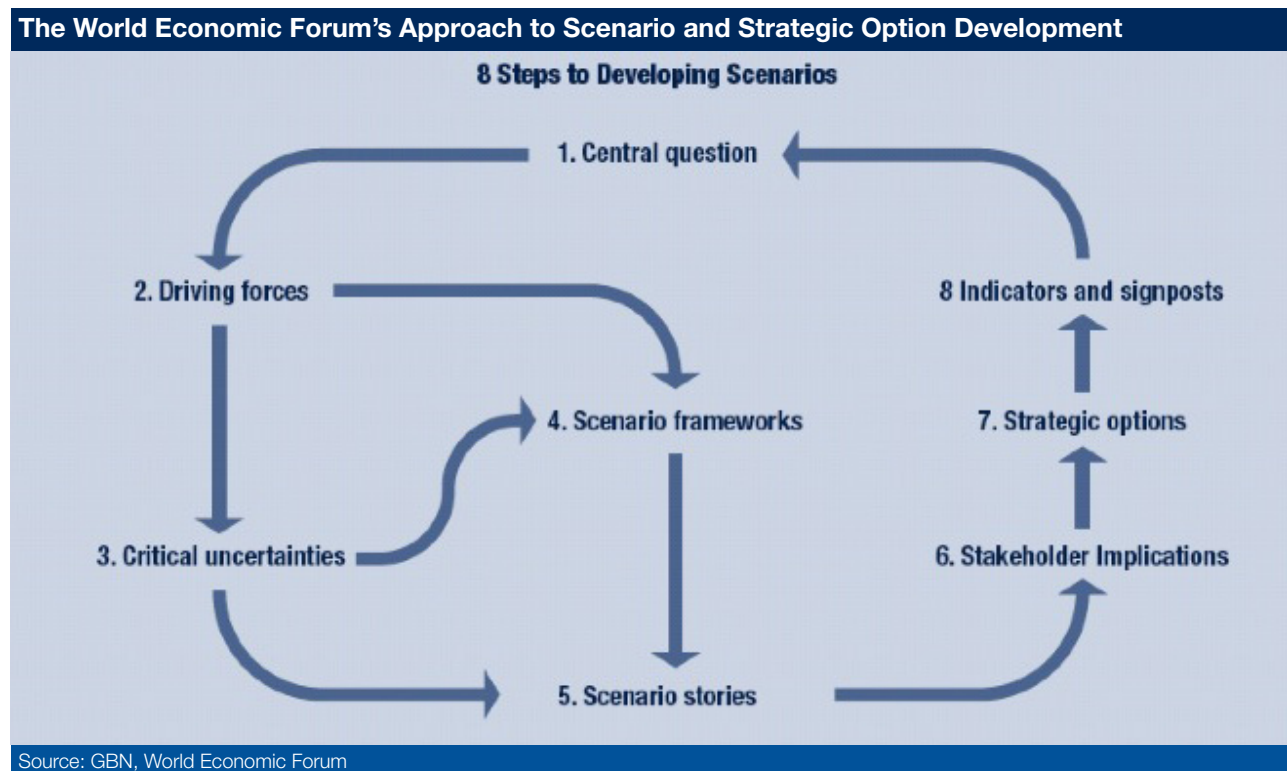 The World Economic Forum's Approach to Scenario and Strategic Option Development
8 Steps to Developing Scenarios
1. Central question
2. Driving forces
8 Indicators and signposts
4. Scenario frameworks
7. Strategic options
3. Critical uncertainties
6. Stakeholder Implications
5. Scenario stories
Source: GBN, World Economic Forum